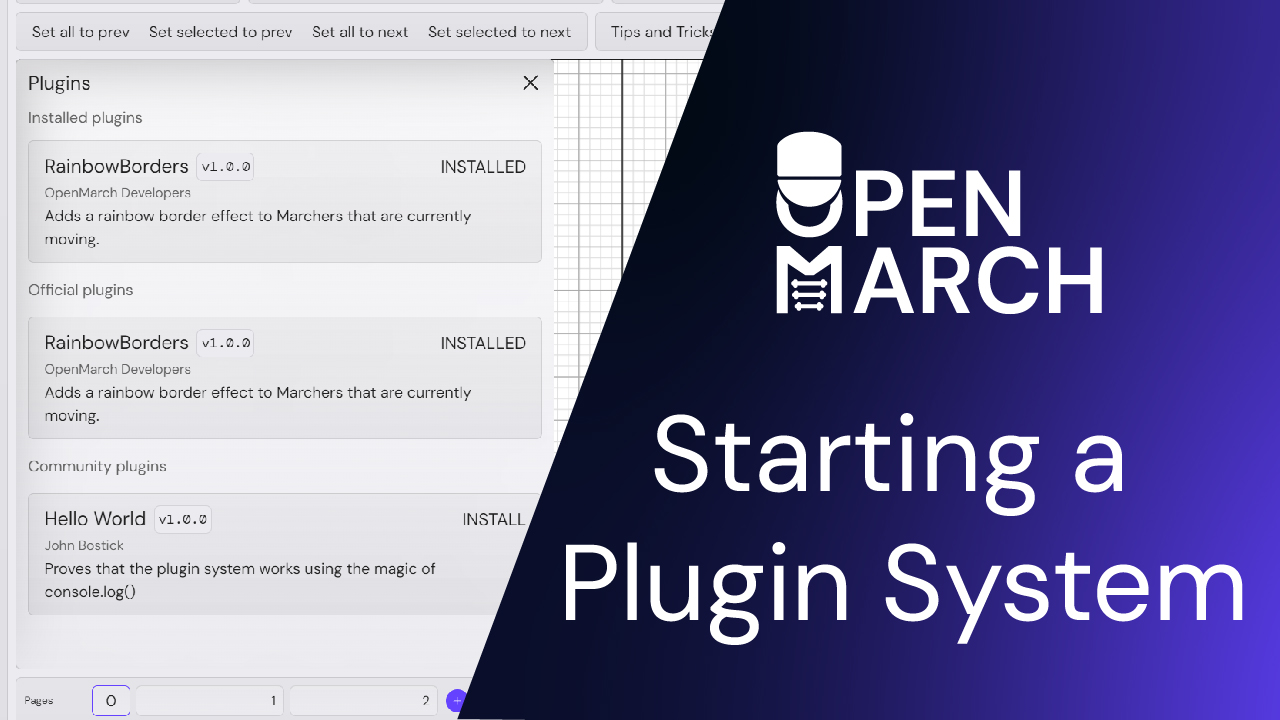 Set all to prev Set selected to prev Set all to next Set selected to next Tips and Tricks
Plugins
Installed plugins
RainbowBorders v1.0.0 INSTALLED
OpenMarch Developers
Adds a rainbow border effect to Marchers that are currently
moving.
Official plugins
RainbowBorders v1.0.0 INSTALLED
OpenMarch Developers
Adds a rainbow border effect to Marchers that are currently
moving.
Community plugins
Hello World v1.0.0 INSTALL
John Bostick
Proves that the plugin system works using the magic of
console.log()
Pages 0 1 2 +
OPEN
MARCH
Starting a
Plugin System